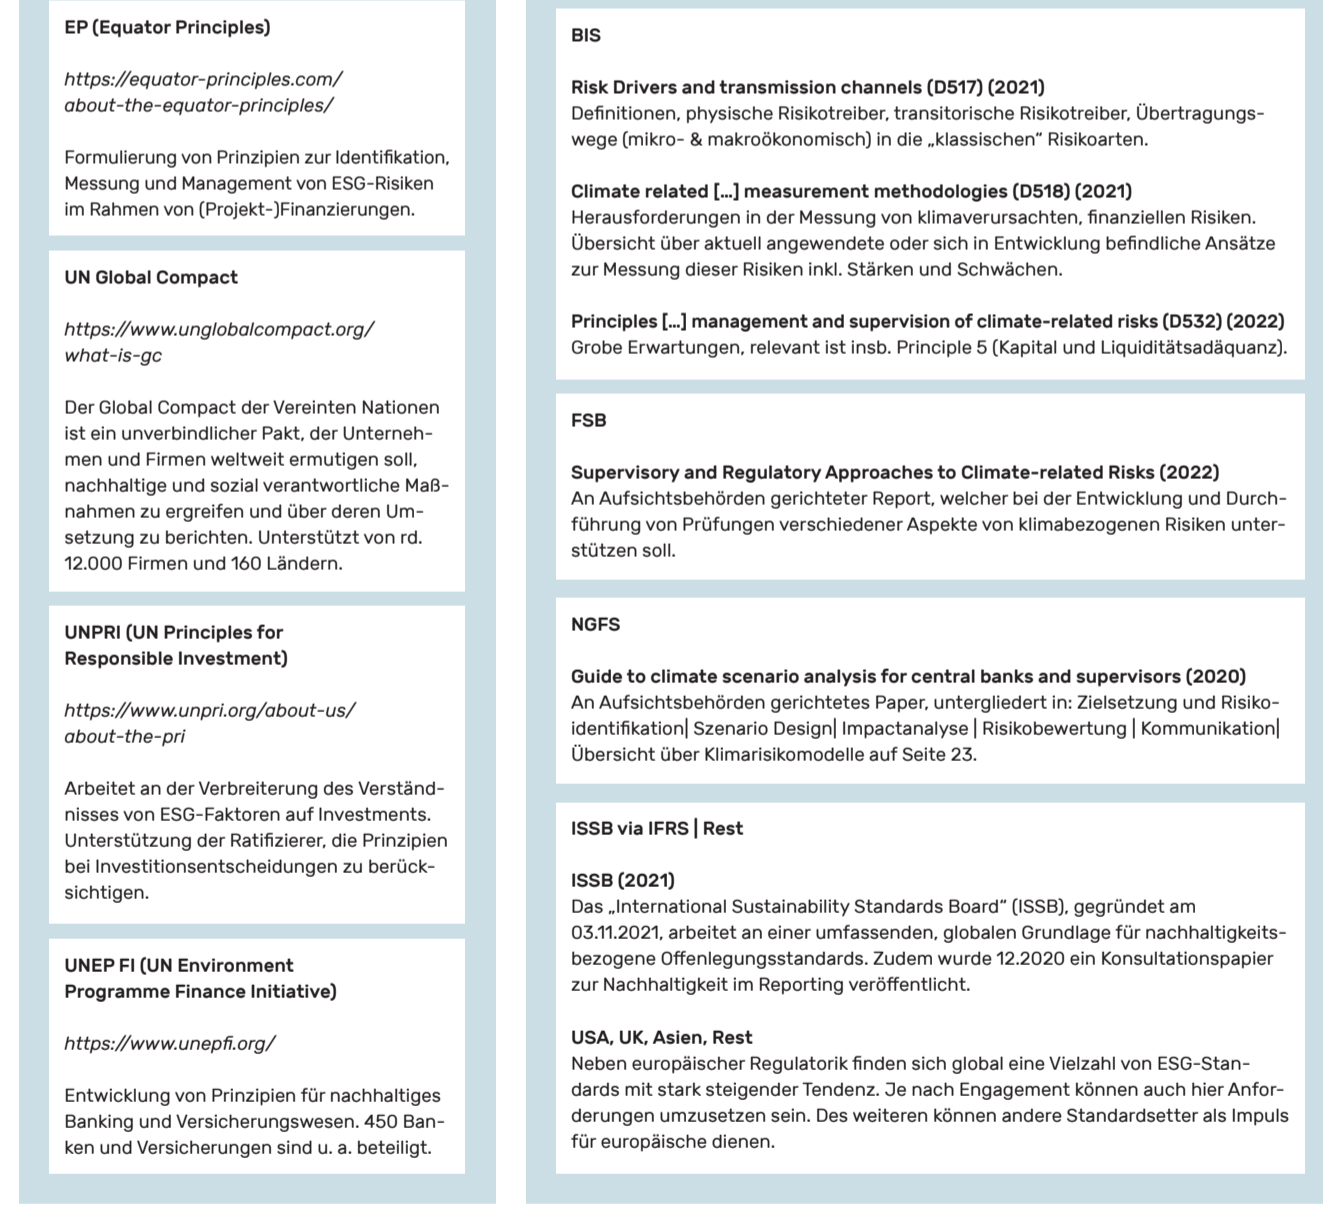 EP (Equator Principles)
https://equator-principles.com/
about-the-equator-principles/
Formulierung von Prinzipien zur Identifikation,
Messung und Management von ESG-Risiken
im Rahmen von (Projekt-)Finanzierungen.
UN Global Compact
https://www.unglobalcompact.org/
what-is-gc
Der Global Compact der Vereinten Nationen
ist ein unverbindlicher Pakt, der Unterneh-
men und Firmen weltweit ermutigen soll,
nachhaltige und sozial verantwortliche Maß-
nahmen zu ergreifen und über deren Um-
setzung zu berichten. Unterstützt von rd.
12.000 Firmen und 160 Ländern.
UNPRI (UN Principles for
Responsible Investment)
https://www.unpri.org/about-us/
about-the-pri
Arbeitet an der Verbreiterung des Verständ-
nisses von ESG-Faktoren auf Investments.
Unterstützung der Ratifizierer, die Prinzipien
bei Investitionsentscheidungen zu berück-
sichtigen.
UNEP FI (UN Environment
Programme Finance Initiative)
https://www.unepfi.org/
Entwicklung von Prinzipien für nachhaltiges
Banking und Versicherungswesen. 450 Ban-
ken und Versicherungen sind u. a. beteiligt.
BIS
Risk Drivers and transmission channels (D517) (2021)
Definitionen, physische Risikotreiber, transitorische Risikotreiber, Übertragungs-
wege (mikro- & makroökonomisch) in die „klassischen“ Risikoarten.
Climate related [...] measurement methodologies (D518) (2021)
Herausforderungen in der Messung von klimaverursachten, finanziellen Risiken.
Übersicht über aktuell angewendete oder sich in Entwicklung befindliche Ansätze
zur Messung dieser Risiken inkl. Stärken und Schwächen.
Principles [...] management and supervision of climate-related risks (D532) (2022)
Grobe Erwartungen, relevant ist insb. Principle 5 (Kapital und Liquiditätsadäquanz).
FSB
Supervisory and Regulatory Approaches to Climate-related Risks (2022)
An Aufsichtsbehörden gerichteter Report, welcher bei der Entwicklung und Durch-
führung von Prüfungen verschiedener Aspekte von klimabezogenen Risiken unter-
stützen soll.
NGFS
Guide to climate scenario analysis for central banks and supervisors (2020)
An Aufsichtsbehörden gerichtetes Paper, untergliedert in: Zielsetzung und Risiko-
identifikation| Szenario Design| Impactanalyse | Risikobewertung | Kommunikation|
Übersicht über Klimarisikomodelle auf Seite 23.
ISSB via IFRS | Rest
ISSB (2021)
Das „International Sustainability Standards Board“ (ISSB), gegründet am
03.11.2021, arbeitet an einer umfassenden, globalen Grundlage für nachhaltigkeits-
bezogene Offenlegungsstandards. Zudem wurde 12.2020 ein Konsultationspapier
zur Nachhaltigkeit im Reporting veröffentlicht.
USA, UK, Asien, Rest
Neben europäischer Regulatorik finden sich global eine Vielzahl von ESG-Stan-
dards mit stark steigender Tendenz. Je nach Engagement können auch hier Anfor-
derungen umzusetzen sein. Des weiteren können andere Standardsetter als Impuls
für europäische dienen.